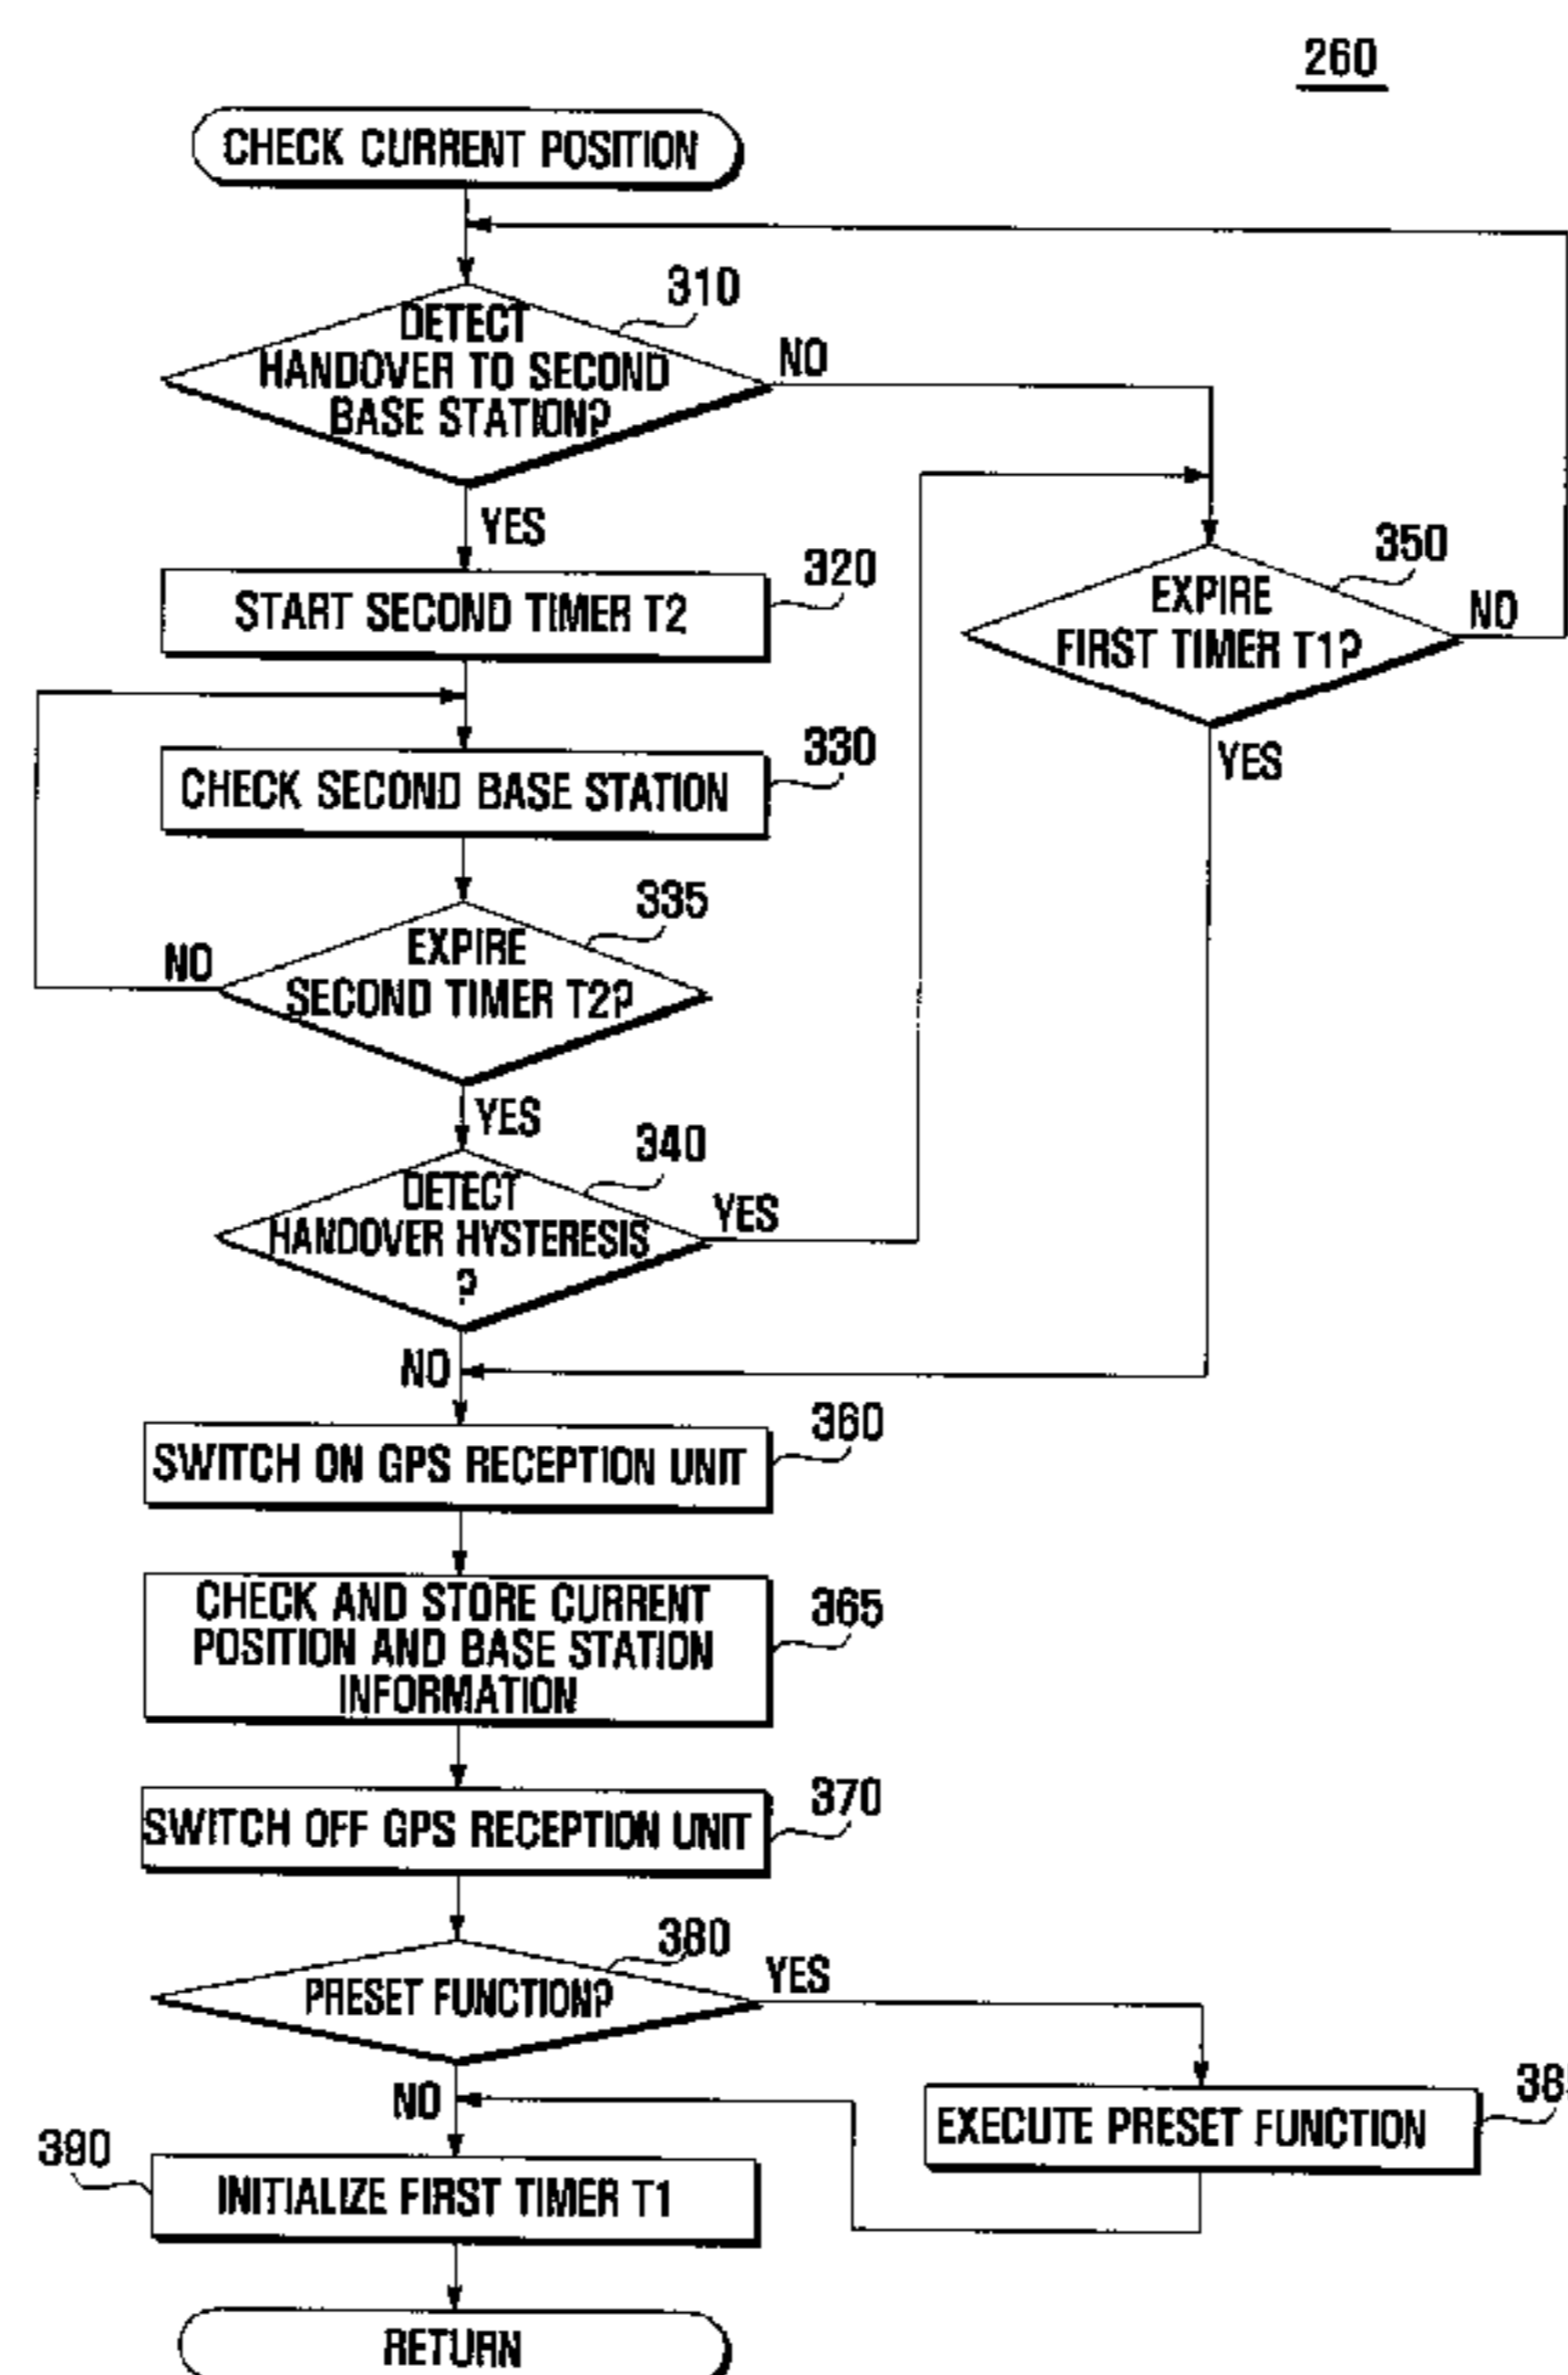 260
CHECK CURRENT POSITION
310
DETECT
HANDOVER TO SECOND
BASE STATION?
NO
YES
320
START SECOND TIMER T2
350
EXPIRE
FIRST TIMER T1?
NO
YES
330
CHECK SECOND BASE STATION
335
EXPIRE
SECOND TIMER T2?
NO
YES
340
DETECT
HANDOVER HYSTERESIS
?
YES
NO
360
SWITCH ON GPS RECEPTION UNIT
365
CHECK AND STORE CURRENT
POSITION AND BASE STATION
INFORMATION
370
SWITCH OFF GPS RECEPTION UNIT
380
PRESET FUNCTION?
YES
NO
38
EXECUTE PRESET FUNCTION
390
INITIALIZE FIRST TIMER T1
RETURN